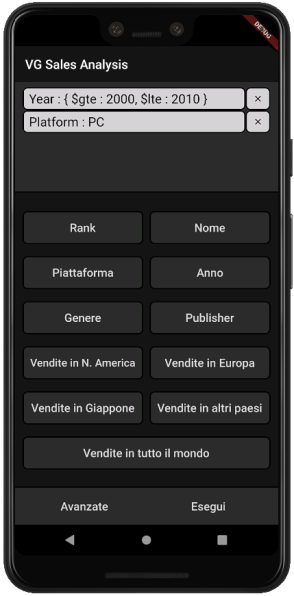 DEBUG
VG Sales Analysis
Year : { $gte : 2000, $lte : 2010 } ×
Platform : PC ×
Rank Nome
Piattaforma Anno
Genere Publisher
Vendite in N. America Vendite in Europa
Vendite in Giappone Vendite in altri paesi
Vendite in tutto il mondo
Avanzate Esegui